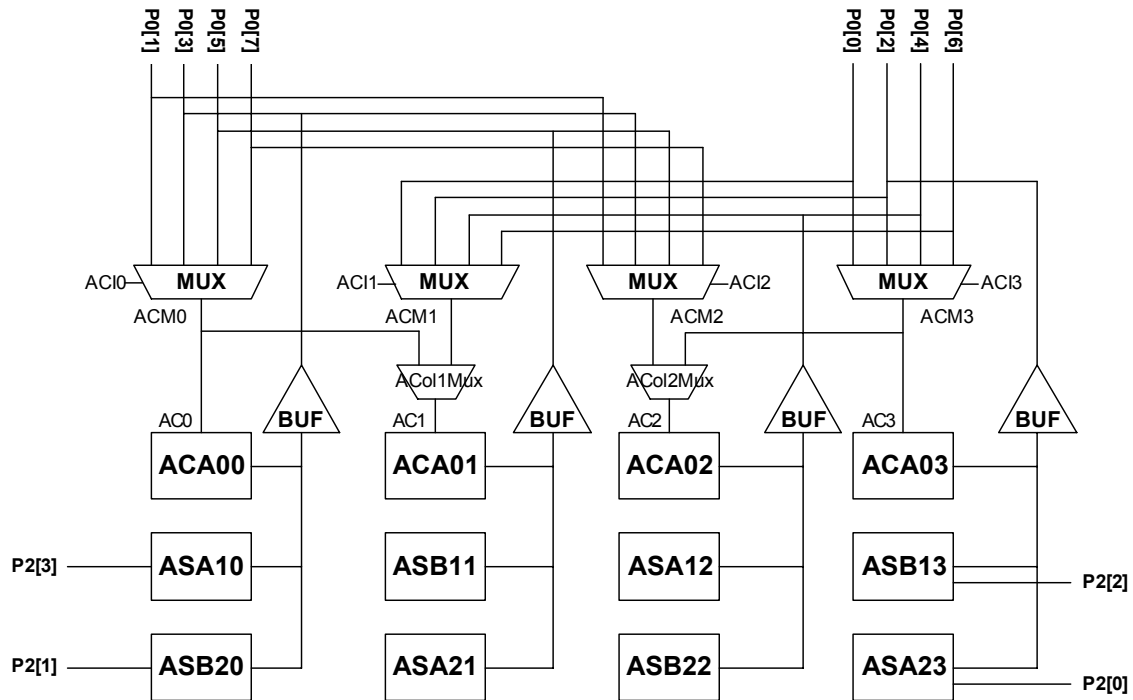 P0[1] P0[3] P0[5] P0[7] P0[0] P0[2] P0[4] P0[6]
ACI0 MUX ACI1 MUX MUX ACI2 MUX ACI3
ACM0 ACM1 ACM2 ACM3
ACol1Mux ACol2Mux
BUF BUF BUF BUF
AC0 AC1 AC2 AC3
ACA00 ACA01 ACA02 ACA03
P2[3] ASA10 ASB11 ASA12 ASB13
P2[2]
P2[1] ASB20 ASA21 ASB22 ASA23
P2[0]